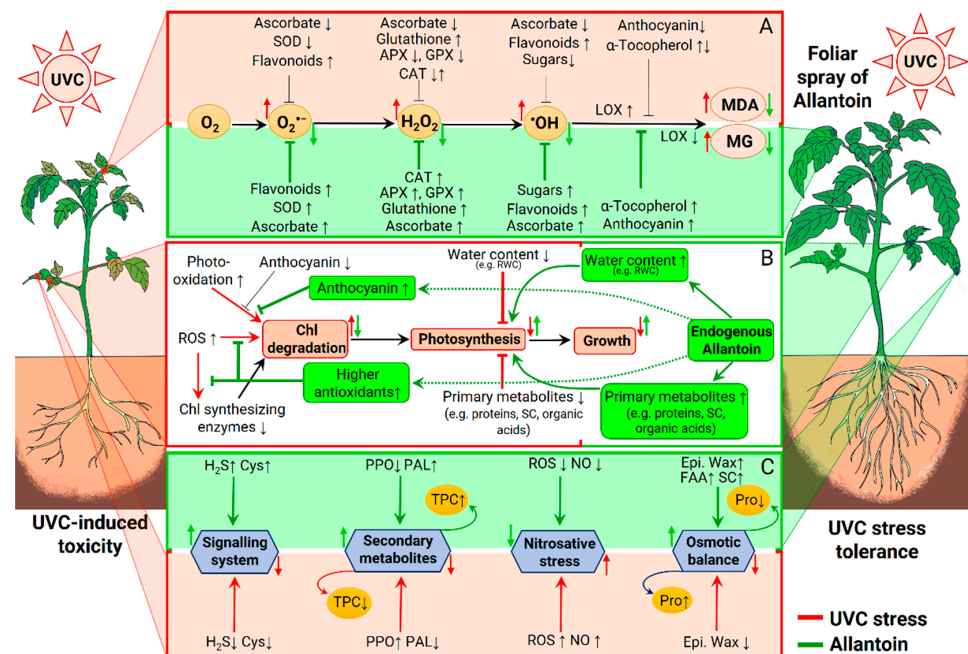 UVC
Foliar
spray of
Allantoin
UVC
A
Ascorbate ↓
SOD ↓
Flavonoids ↑
Ascorbate ↓
Glutathione ↑
APX ↓, GPX ↓
CAT ↓↑
Ascorbate ↓
Flavonoids ↑
Sugars↓
Anthocyanin↓
α-Tocopherol ↑↓
O₂
O₂•−
H₂O₂
•OH
LOX ↑
LOX ↓
MDA
MG
Flavonoids ↑
SOD ↑
Ascorbate ↑
CAT ↑
APX ↑, GPX ↑
Glutathione ↑
Ascorbate ↑
Sugars ↑
Flavonoids ↑
Ascorbate ↑
α-Tocopherol ↑
Anthocyanin ↑
B
Photo-
oxidation ↑
Anthocyanin ↓
Anthocyanin ↑
Water content ↓
(e.g. RWC)
Water content ↑
(e.g. RWC)
ROS ↑
Chl
degradation
Photosynthesis
Growth
Endogenous
Allantoin
Higher
antioxidants↑
Chl synthesizing
enzymes ↓
Primary metabolites ↓
(e.g. proteins, SC, organic
acids)
Primary metabolites ↑
(e.g. proteins, SC,
organic acids)
C
H₂S↑ Cys↑
PPO↓ PAL↑
TPC↑
ROS ↓ NO ↓
Epi. Wax↑
FAA↑ SC↑
Pro↓
Signalling
system
Secondary
metabolites
Nitrosative
stress
Osmotic
balance
TPC↓
Pro↑
H₂S↓ Cys↓
PPO↑ PAL↓
ROS ↑ NO ↑
Epi. Wax ↓
UVC-induced
toxicity
UVC stress
tolerance
UVC stress
Allantoin